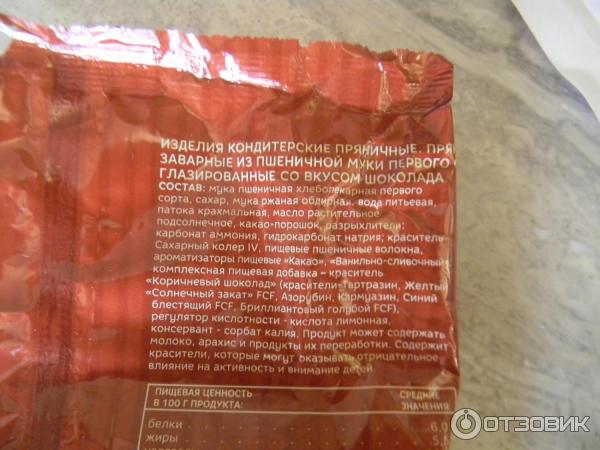 ИЗДЕЛИЯ КОНДИТЕРСКИЕ ПРЯНИЧНЫЕ. ПРЯ
ЗАВАРНЫЕ ИЗ ПШЕНИЧНОЙ МУКИ ПЕРВОГО
ГЛАЗИРОВАННЫЕ СО ВКУСОМ ШОКОЛАДА
СОСТАВ: мука пшеничная хлебопекарная первого
сорта, сахар, мука ржаная обдирная, вода питьевая,
патока крахмальная, масло растительное
подсолнечное, какао-порошок, разрыхлители:
карбонат аммония, гидрокарбонат натрия; краситель
Сахарный колер IV, пищевые пшеничные волокна,
ароматизаторы пищевые «Какао», «Ванильно-сливочный»,
комплексная пищевая добавка – краситель
«Коричневый шоколад» (красители-Тартразин, Желтый
«Солнечный закат» FCF, Азорубин, Кармуазин, Синий
блестящий FCF, Бриллиантовый голубой FCF),
регулятор кислотности - кислота лимонная,
консервант - сорбат калия. Продукт может содержать
молоко, арахис и продукты их переработки. Содержит
красители, которые могут оказывать отрицательное
влияние на активность и внимание детей.
ПИЩЕВАЯ ЦЕННОСТЬ СРЕДНИЕ
В 100 Г ПРОДУКТА: ЗНАЧЕНИЯ
белки 6,0
жиры 5,5
ОТЗОВИК